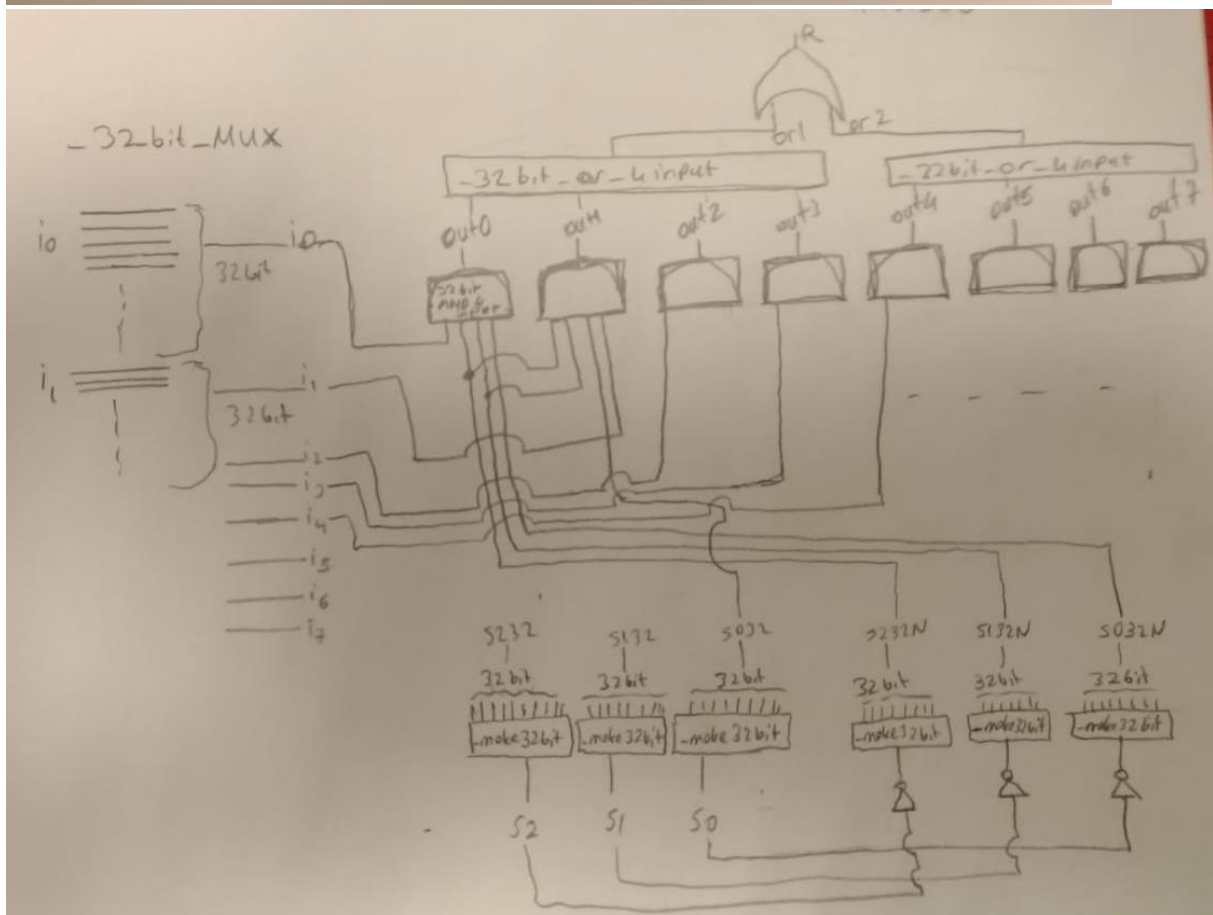 R
_32_bit_MUX
or1
or2
_32bit_or_4input
_32bit_or_4input
out0
out1
out2
out3
out4
out5
out6
out7
i0
32bit
i0
32bit
AND 4
input
i1
32bit
i1
i2
i3
i4
i5
i6
i7
S232
S132
S032
S232N
S132N
S032N
32bit
32bit
32bit
32bit
32bit
32bit
_make32bit
_make32bit
_make32bit
_make32bit
_make32bit
_make32bit
S2
S1
S0